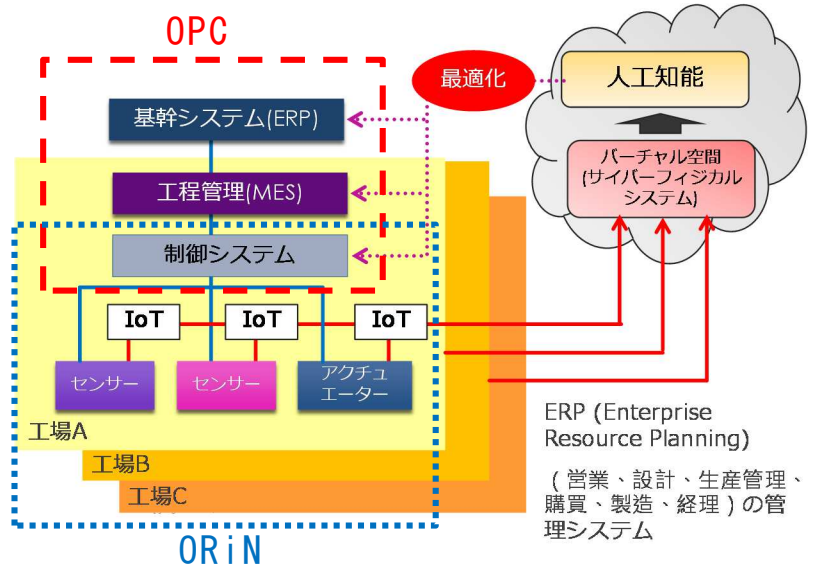 OPC
最適化
人工知能
基幹システム(ERP)
バーチャル空間
(サイバーフィジカル
システム)
工程管理(MES)
制御システム
IoT
IoT
IoT
センサー
センサー
アクチュ
エーター
工場A
工場B
工場C
ORiN
ERP (Enterprise
Resource Planning)
(営業、設計、生産管理、
購買、製造、経理)の管
理システム